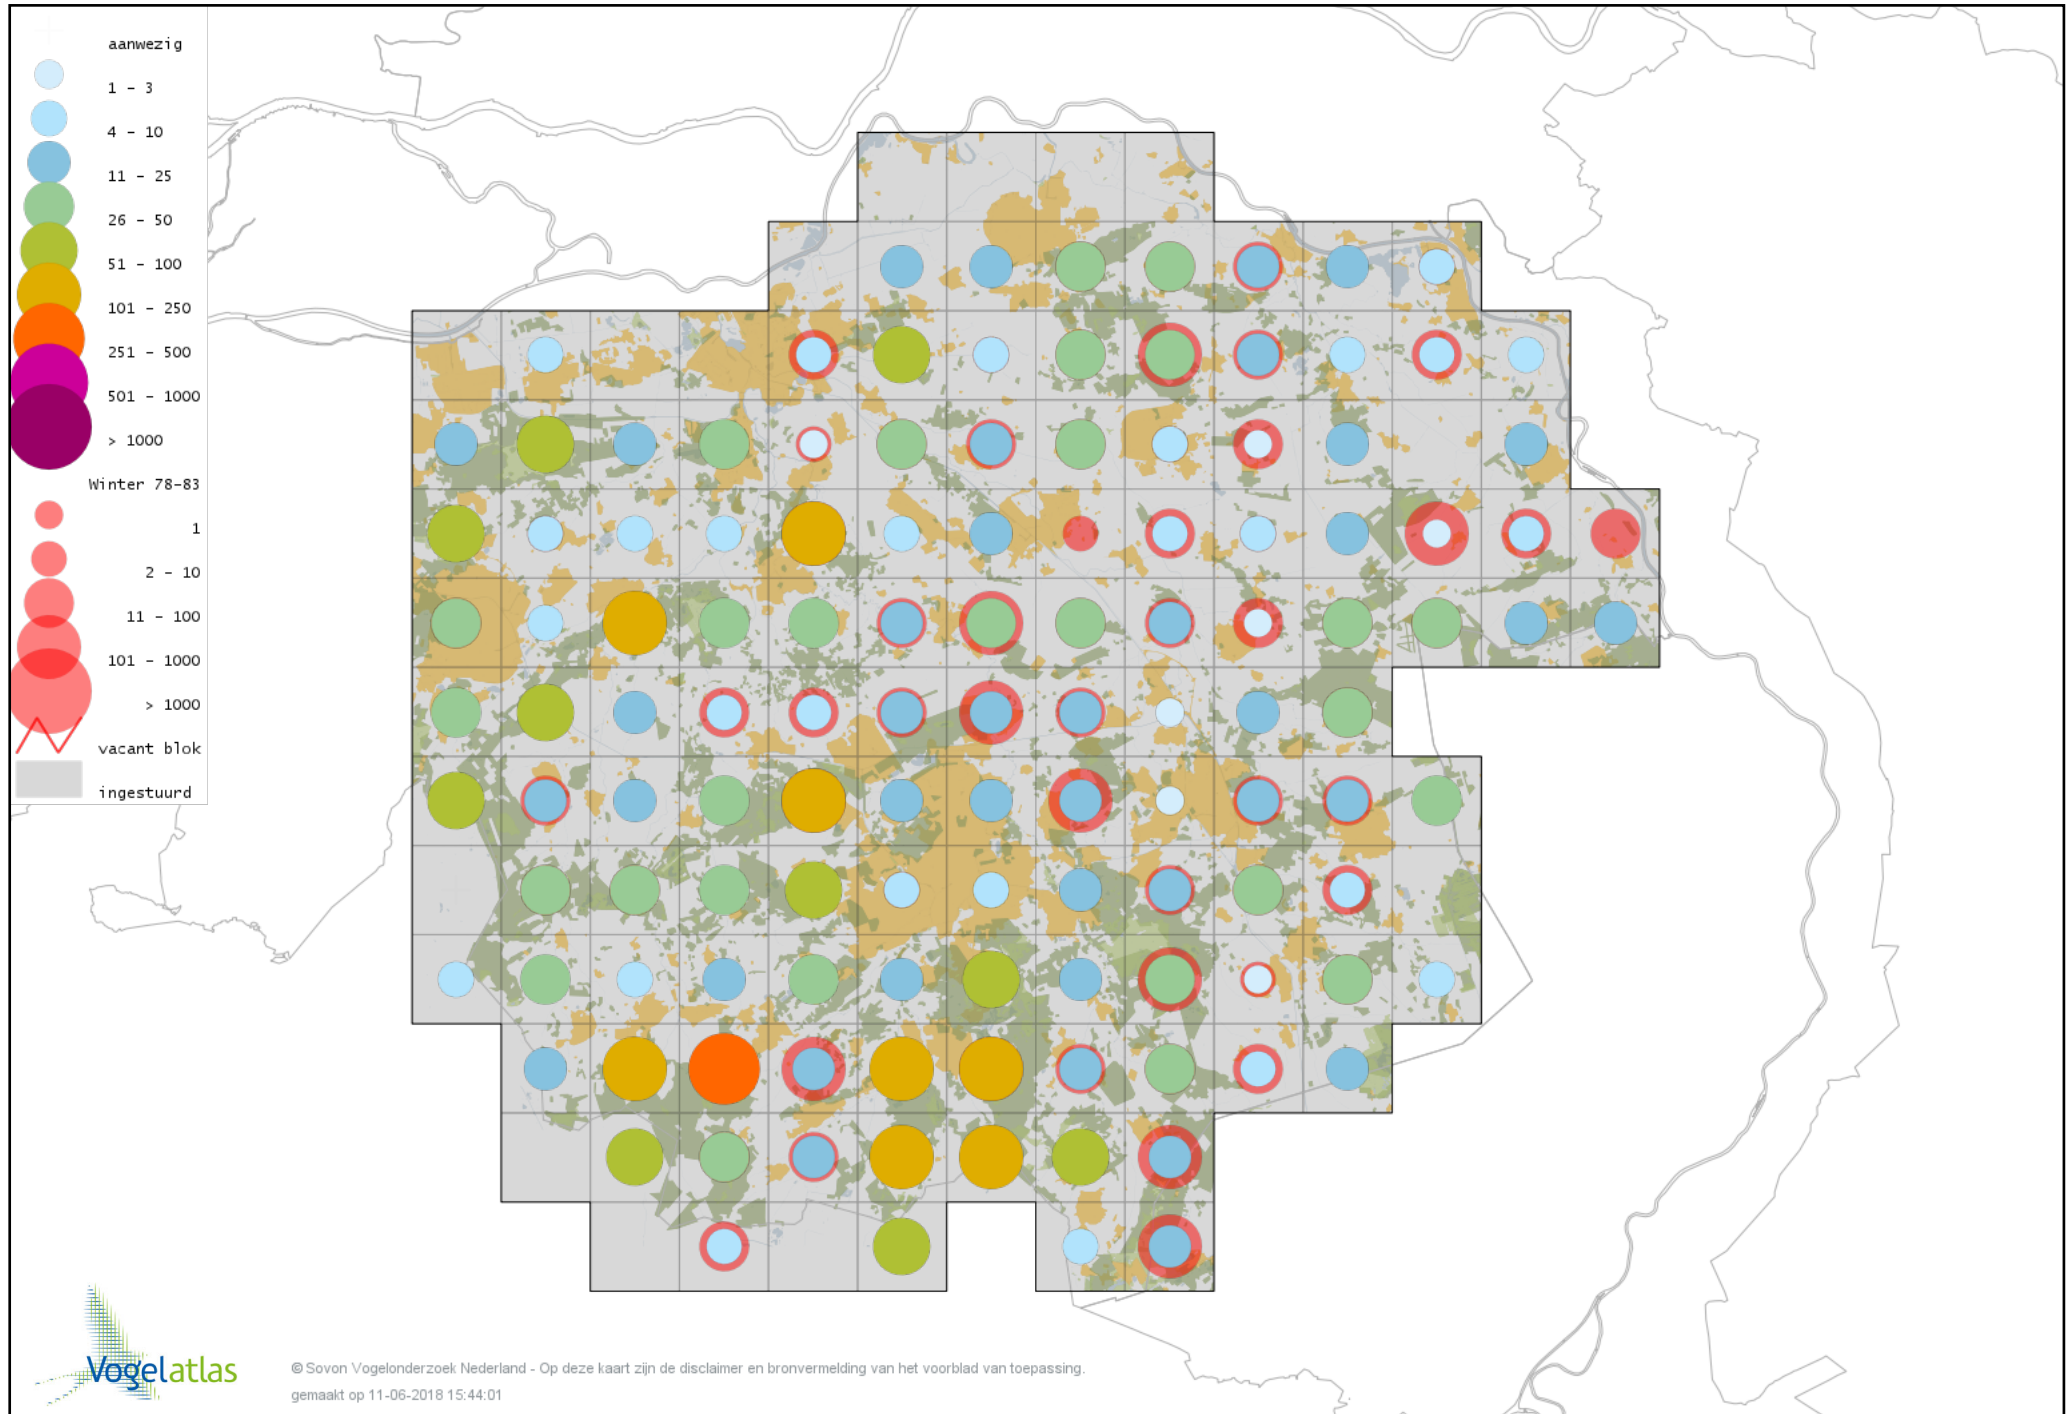 aanwezig
1 - 3
4 - 10
11 - 25
26 - 50
51 - 100
101 - 250
251 - 500
501 - 1000
> 1000
Winter 78-83
1
2 - 10
11 - 100
101 - 1000
> 1000
vacant blok
ingestuurd
Vogelatlas
© Sovon Vogelonderzoek Nederland - Op deze kaart zijn de disclaimer en bronvermelding van het voorblad van toepassing.
gemaakt op 11-06-2018 15:44:01